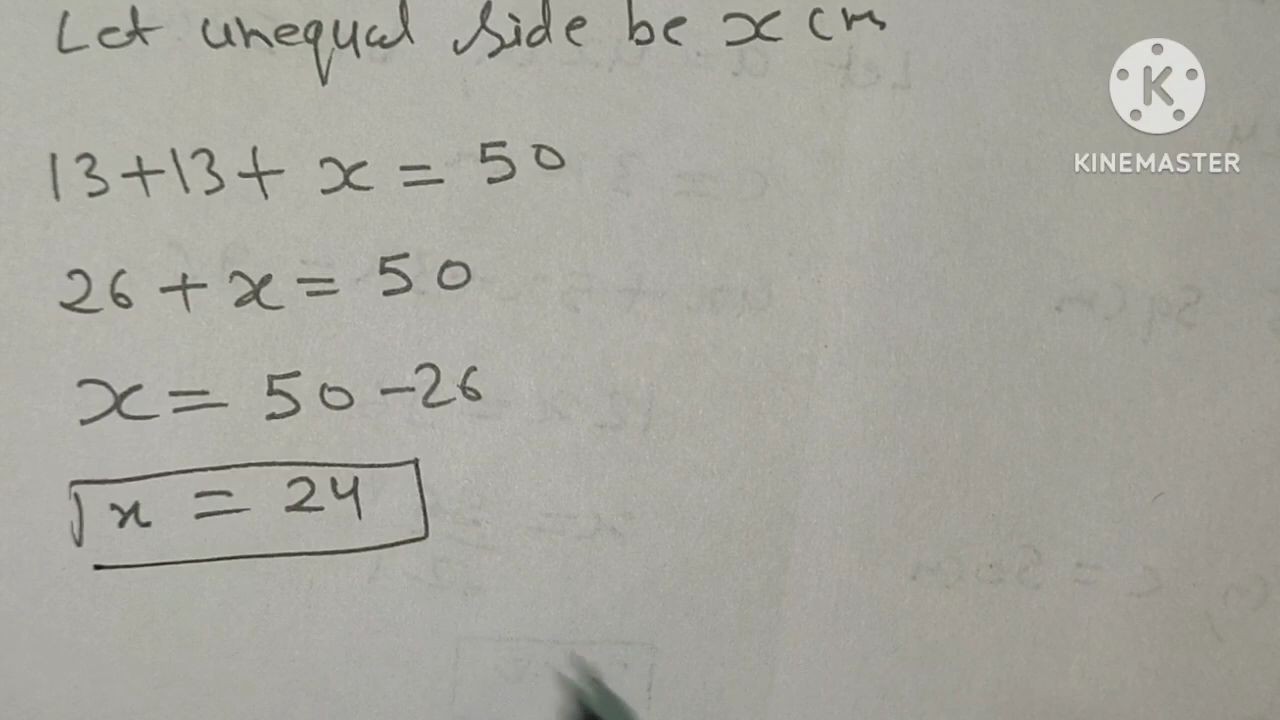 Let unequal side be x cm
13+13+ x = 50
26 + x = 50
x = 50 -26
x = 24
K
KINEMASTER